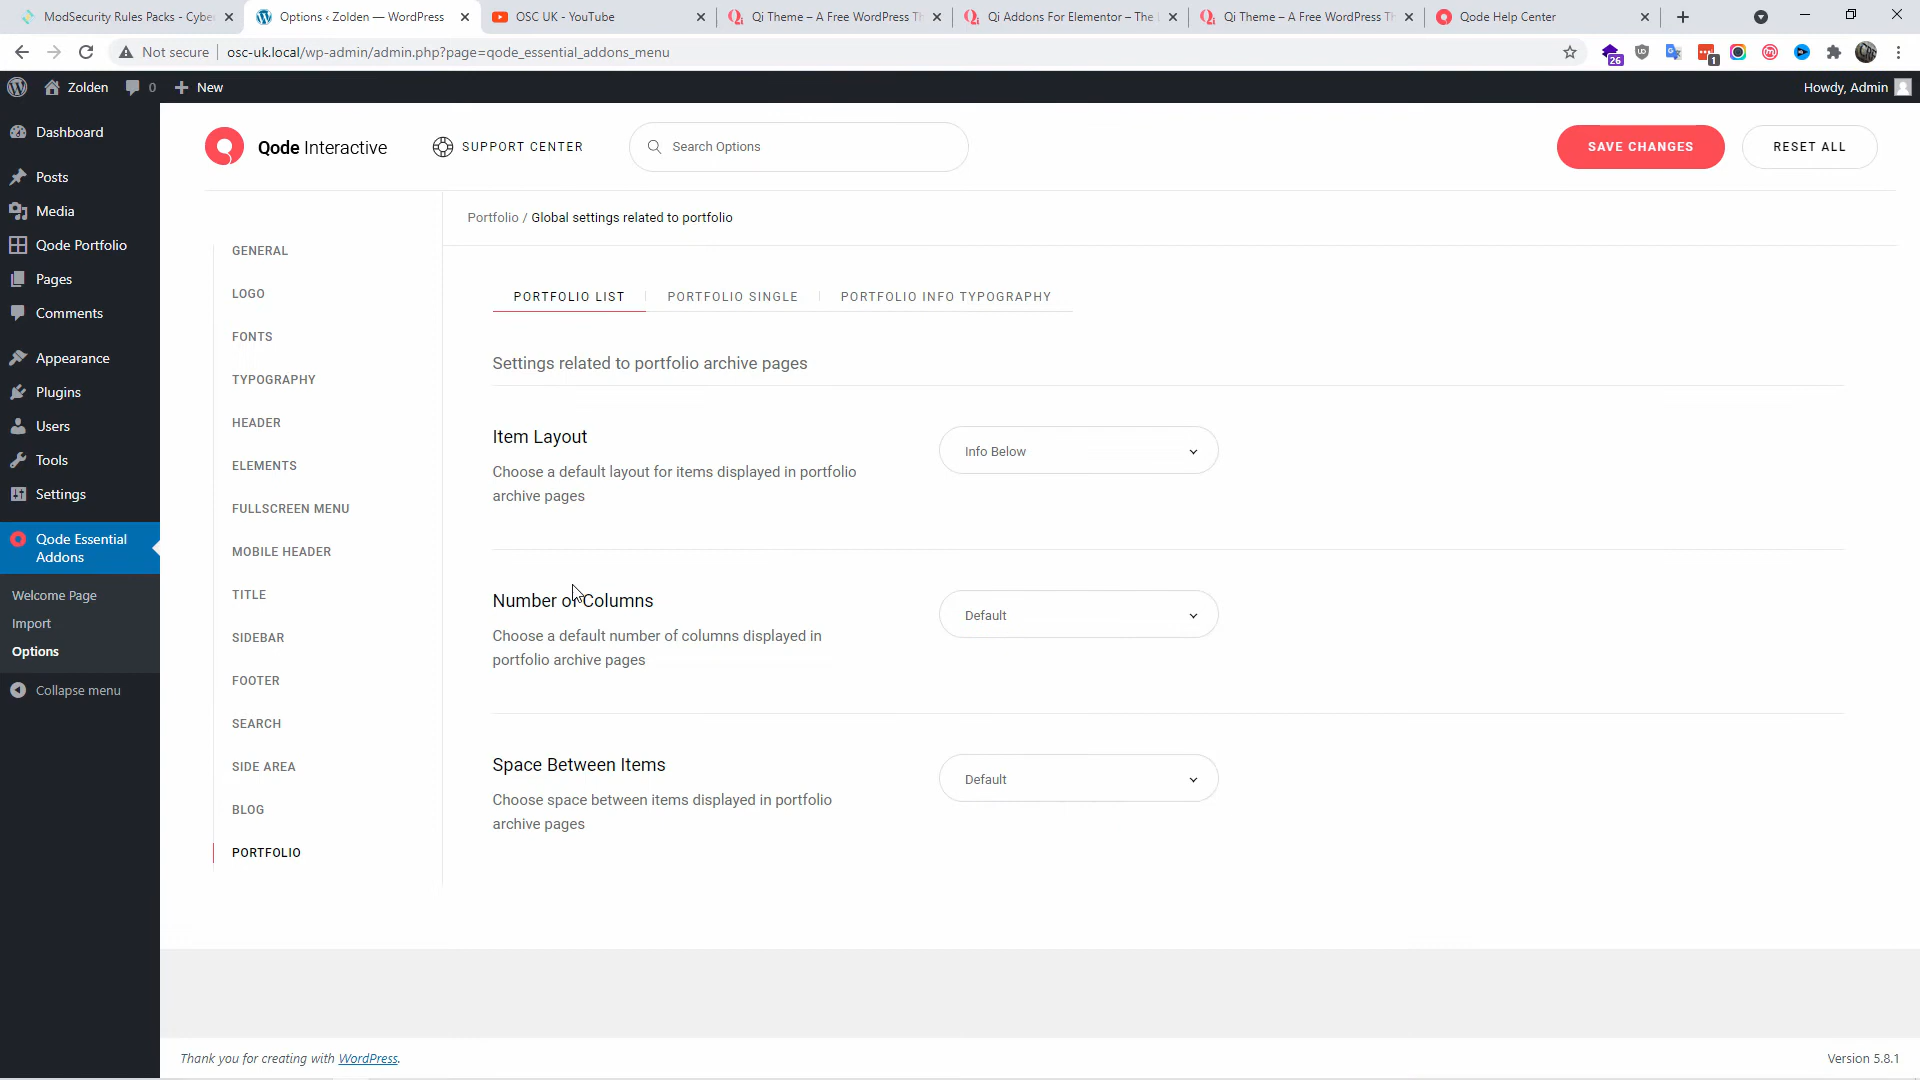 ModSecurity Rules Packs - Cybe
Options ‹ Zolden — WordPress
OSC UK - YouTube
Qi Theme – A Free WordPress Th
Qi Addons For Elementor – The
Qi Theme – A Free WordPress Th
Qode Help Center
Not secure
osc-uk.local/wp-admin/admin.php?page=qode_essential_addons_menu
26
1
Zolden
0
New
Howdy, Admin
Dashboard
Posts
Media
Qode Portfolio
Pages
Comments
Appearance
Plugins
Users
Tools
Settings
Qode Essential
Addons
Welcome Page
Import
Options
Collapse menu
Qode Interactive
SUPPORT CENTER
Search Options
SAVE CHANGES
RESET ALL
GENERAL
LOGO
FONTS
TYPOGRAPHY
HEADER
ELEMENTS
FULLSCREEN MENU
MOBILE HEADER
TITLE
SIDEBAR
FOOTER
SEARCH
SIDE AREA
BLOG
PORTFOLIO
Portfolio / Global settings related to portfolio
PORTFOLIO LIST
PORTFOLIO SINGLE
PORTFOLIO INFO TYPOGRAPHY
Settings related to portfolio archive pages
Item Layout
Choose a default layout for items displayed in portfolio
archive pages
Info Below
Number of Columns
Choose a default number of columns displayed in
portfolio archive pages
Default
Space Between Items
Choose space between items displayed in portfolio
archive pages
Default
Thank you for creating with WordPress.
Version 5.8.1